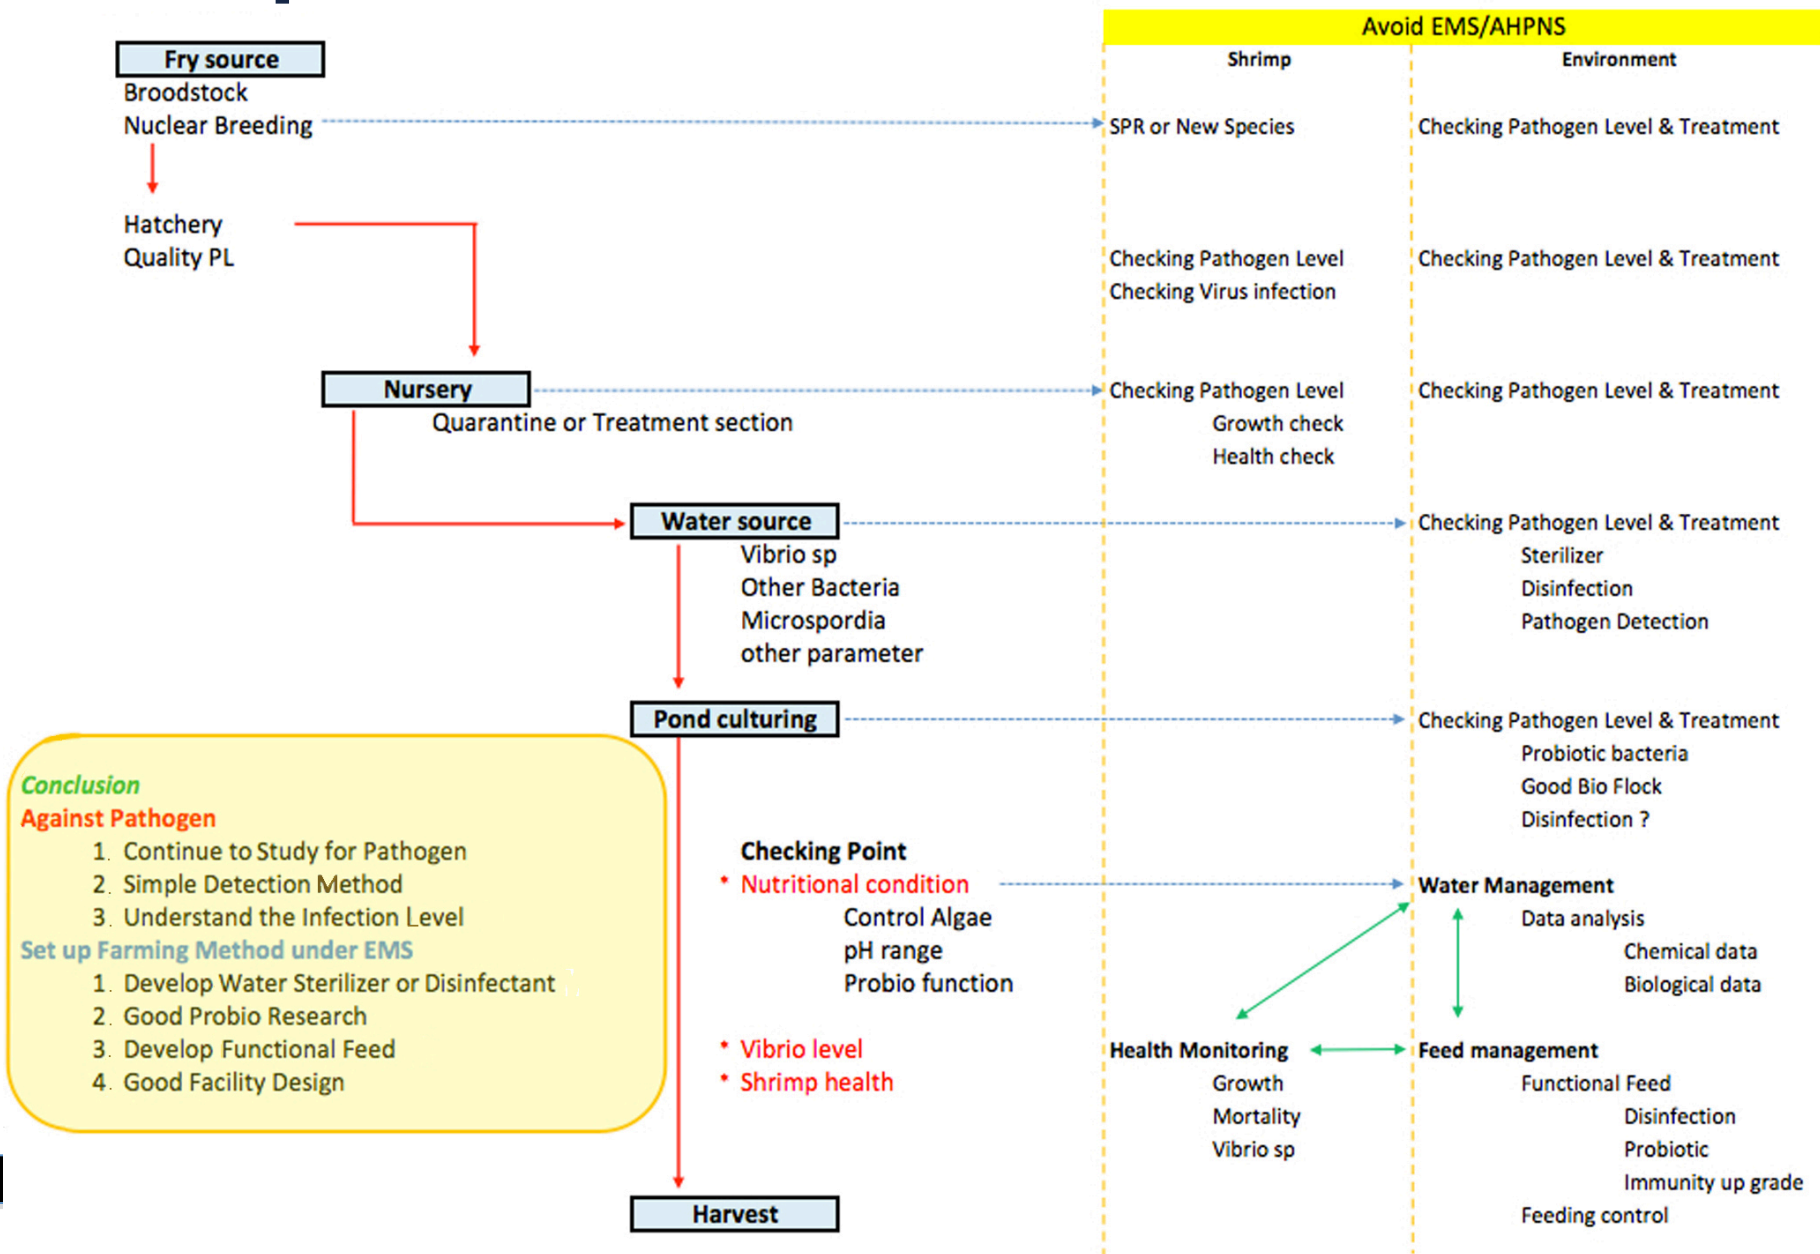 Avoid EMS/AHPNS
Fry source
Shrimp
Environment
Broodstock
Nuclear Breeding
SPR or New Species
Checking Pathogen Level & Treatment
Hatchery
Quality PL
Checking Pathogen Level
Checking Pathogen Level & Treatment
Checking Virus infection
Nursery
Checking Pathogen Level
Checking Pathogen Level & Treatment
Quarantine or Treatment section
Growth check
Health check
Water source
Checking Pathogen Level & Treatment
Vibrio sp
Sterilizer
Other Bacteria
Disinfection
Microspordia
Pathogen Detection
other parameter
Pond culturing
Checking Pathogen Level & Treatment
Probiotic bacteria
Good Bio Flock
Disinfection ?
Conclusion
Against Pathogen
1. Continue to Study for Pathogen
2. Simple Detection Method
3. Understand the Infection Level
Set up Farming Method under EMS
1. Develop Water Sterilizer or Disinfectant
2. Good Probio Research
3. Develop Functional Feed
4. Good Facility Design
Checking Point
* Nutritional condition
Control Algae
pH range
Probio function
* Vibrio level
* Shrimp health
Water Management
Data analysis
Chemical data
Biological data
Health Monitoring
Growth
Mortality
Vibrio sp
Feed management
Functional Feed
Disinfection
Probiotic
Immunity up grade
Feeding control
Harvest